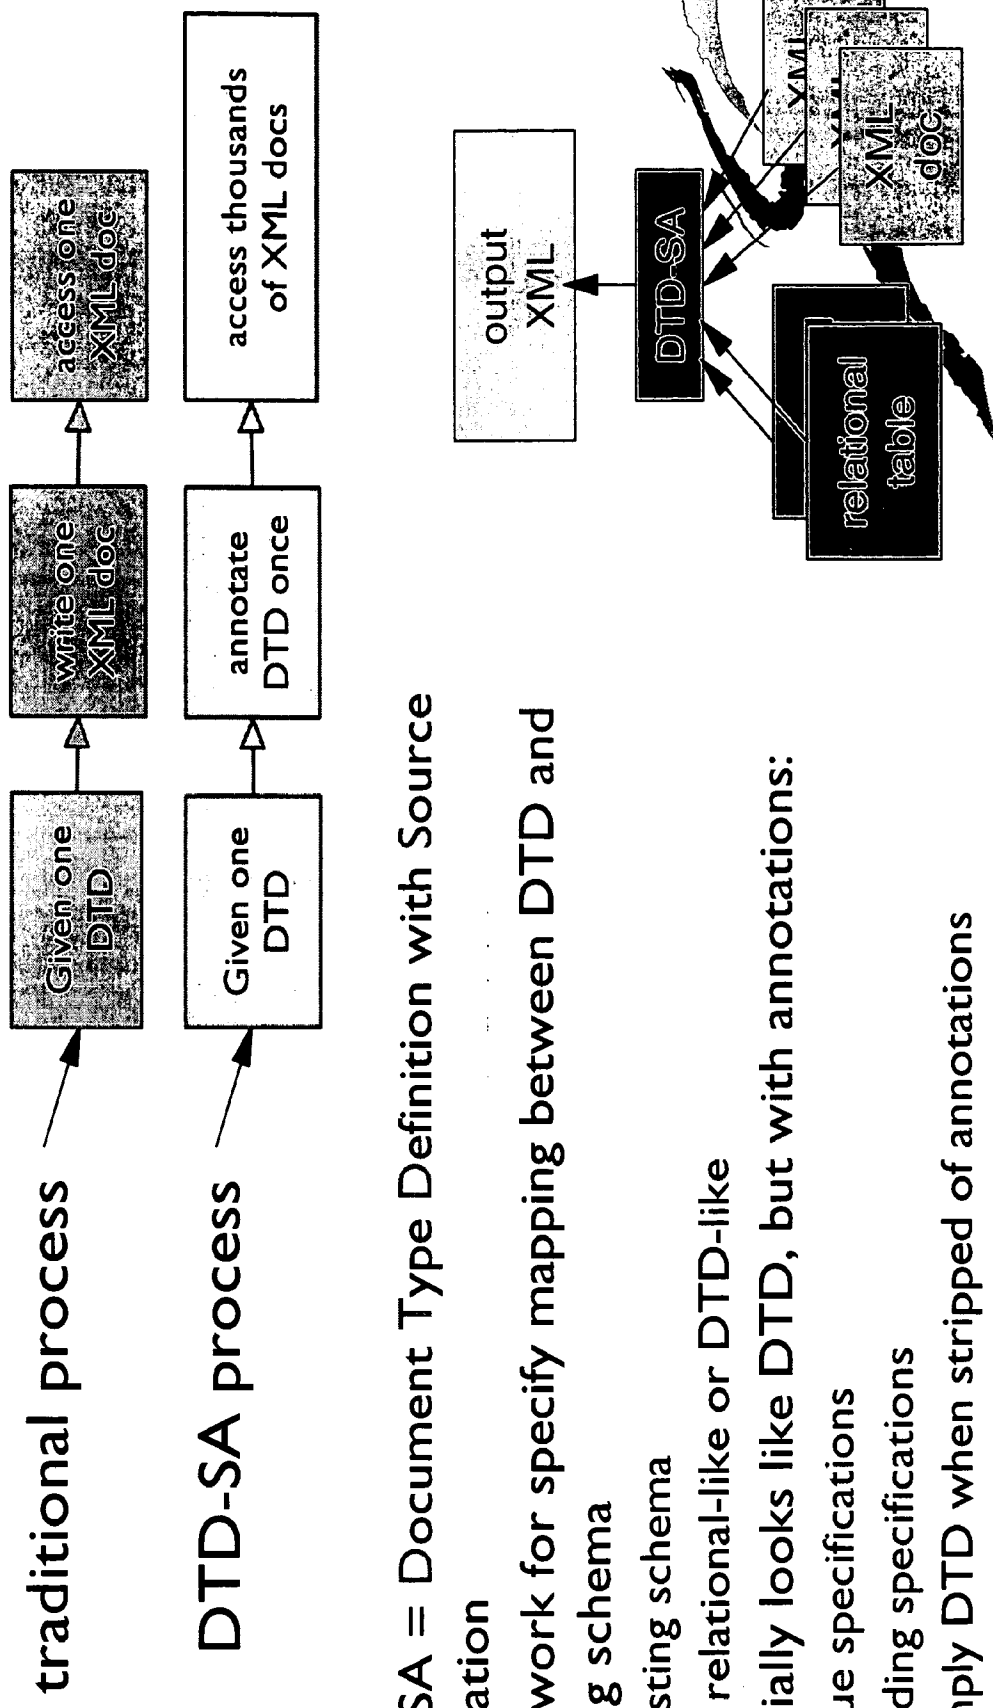 traditional process
Given one
DTD
write one
XML doc
access one
XML doc
DTD-SA process
Given one
DTD
annotate
DTD once
access thousands
of XML docs
SA = Document Type Definition with Source
ation
work for specify mapping between DTD and
g schema
sting schema
relational-like or DTD-like
ially looks like DTD, but with annotations:
ue specifications
ding specifications
nply DTD when stripped of annotations
output
XML
DTD-SA
relational
table
XML
XML
XML
doc